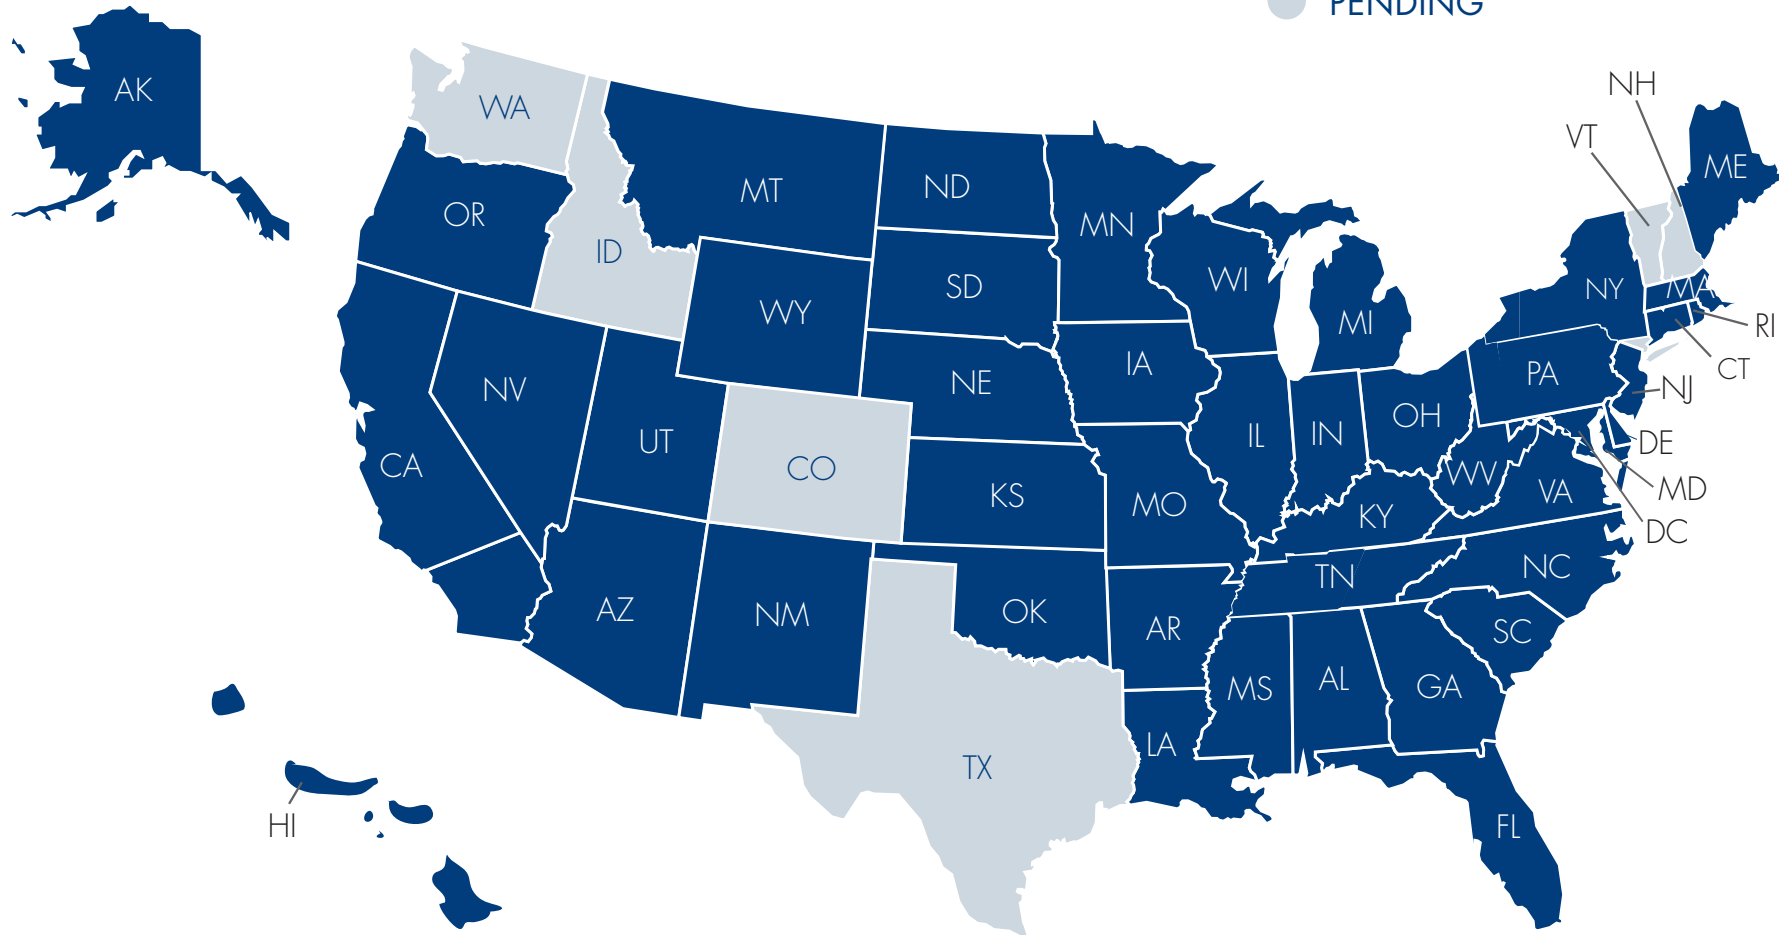 PENDING
AK
WA
NH
VT
ME
MT
ND
OR
MN
ID
SD
WI
NY
MA
WY
MI
RI
IA
CT
NV
NE
PA
NJ
UT
IL
IN
OH
DE
CA
CO
KS
WV
MD
MO
VA
KY
DC
AZ
NM
OK
TN
NC
AR
SC
MS
AL
GA
LA
TX
HI
FL